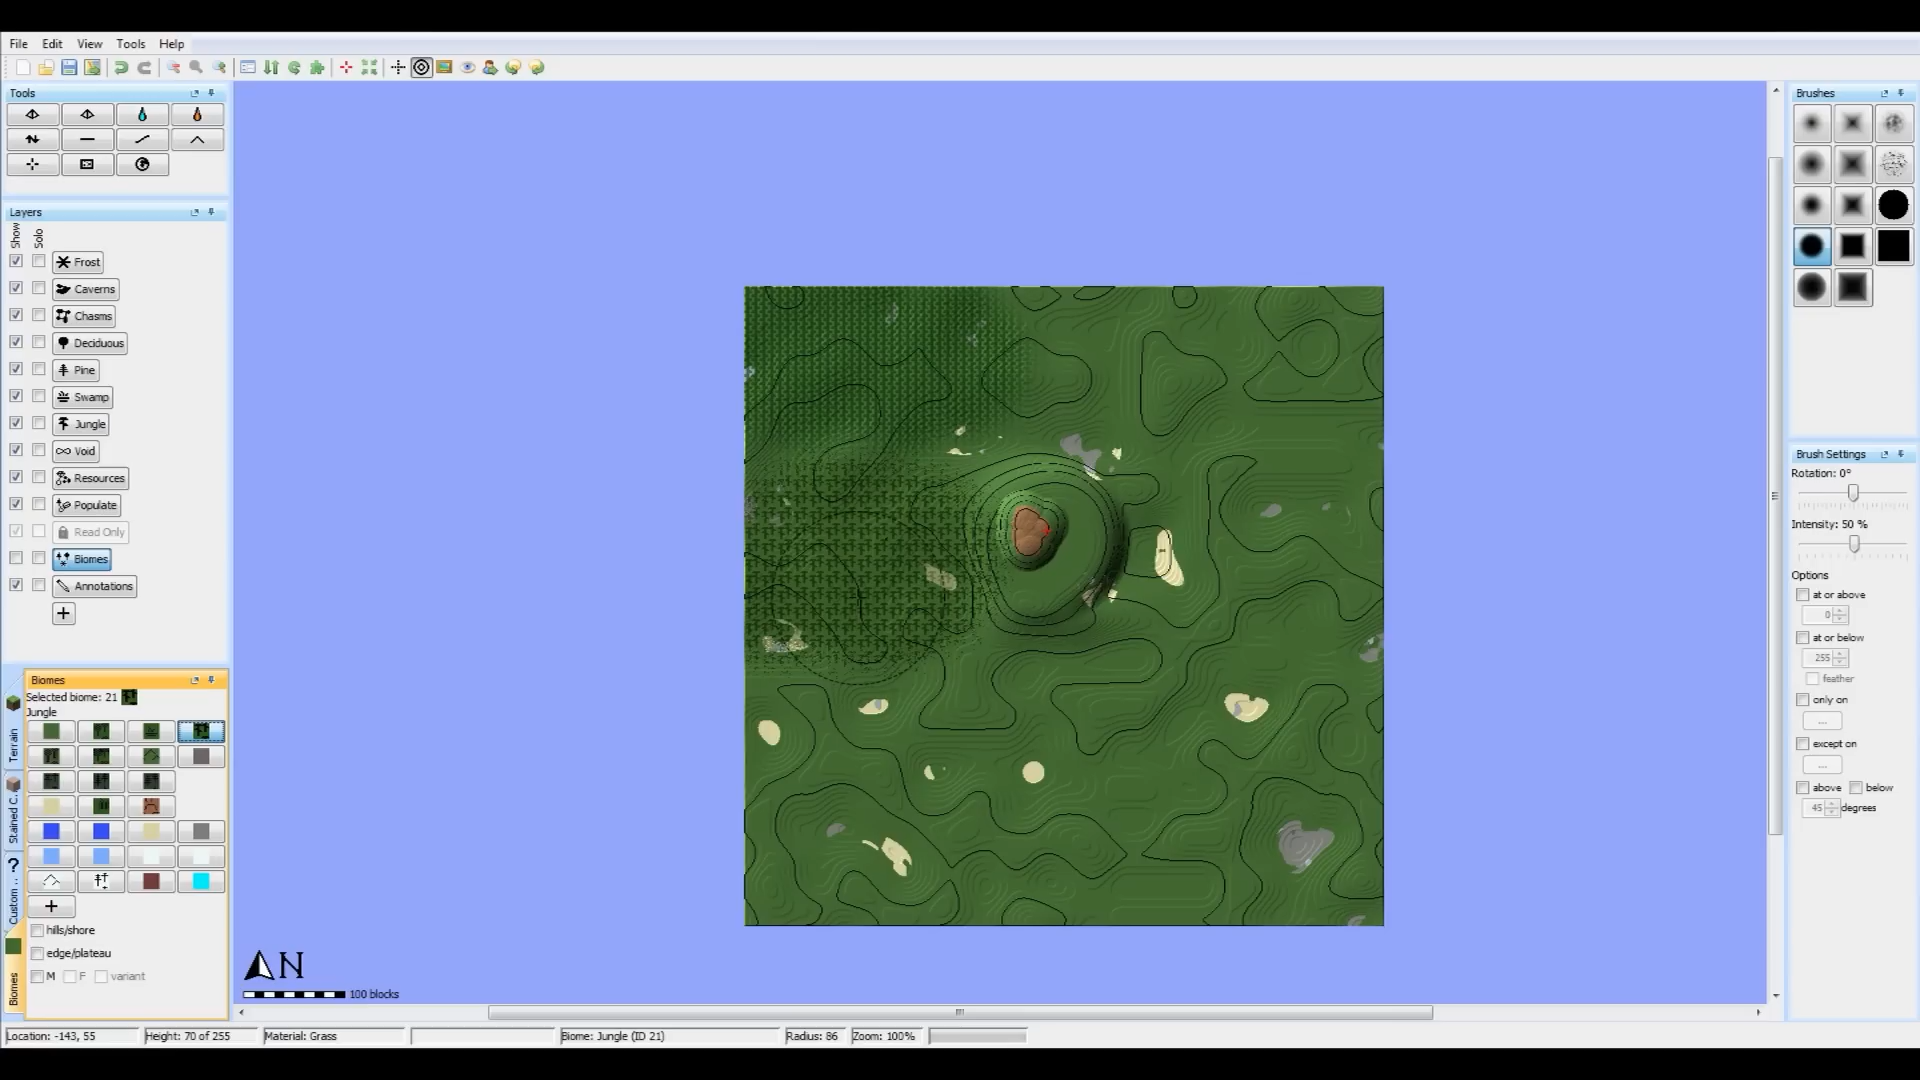 File Edit View Tools Help
Tools
Layers
Show
Solo
Frost
Caverns
Chasms
Deciduous
Pine
Swamp
Jungle
Void
Resources
Populate
Read Only
Biomes
Annotations
Biomes
Selected biome: 21
Jungle
hills/shore
edge/plateau
M F variant
Terrain
Stained C...
Custom ...
Biomes
N
100 blocks
Brushes
Brush Settings
Rotation: 0°
Intensity: 50 %
Options
at or above
0
at or below
255
feather
only on
...
except on
...
above below
45 degrees
Location: -143, 55 Height: 70 of 255 Material: Grass Biome: Jungle (ID 21) Radius: 86 Zoom: 100%